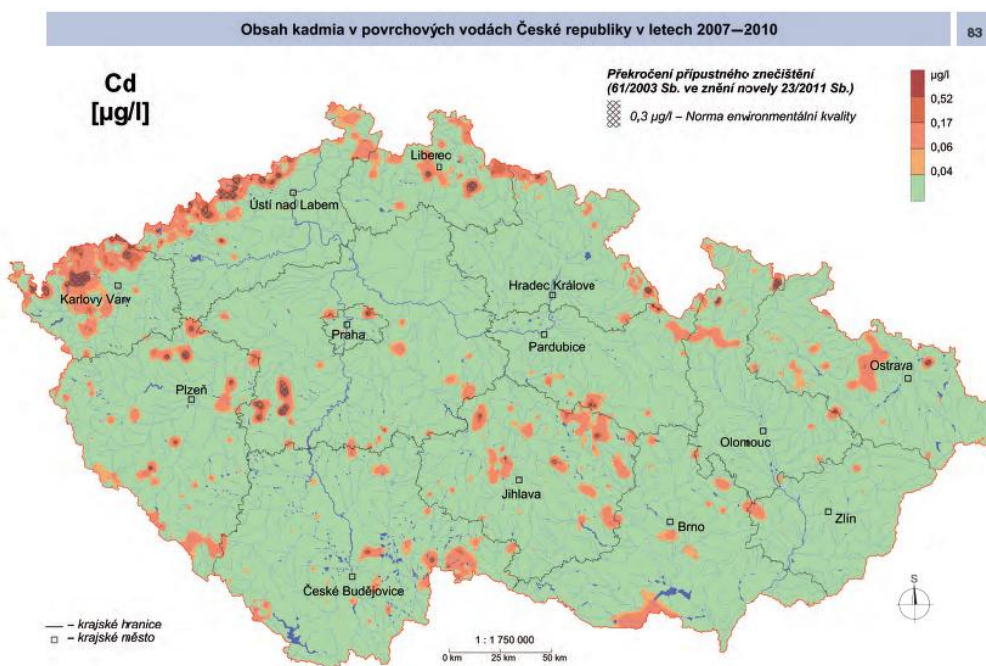 Obsah kadmia v povrchových vodách České republiky v letech 2007—2010
83
Cd
[µg/l]
Překročení přípustného znečištění
(61/2003 Sb. ve znění novely 23/2011 Sb.)
0,3 µg/l – Norma environmentální kvality
µg/l
0,52
0,17
0,06
0,04
Liberec
Ústí nad Labem
Karlovy Vary
Hradec Králové
Praha
Pardubice
Ostrava
Plzeň
Olomouc
Jihlava
Zlín
Brno
České Budějovice
S
– krajské hranice
– krajské město
1 : 1 750 000
0 km 25 km 50 km